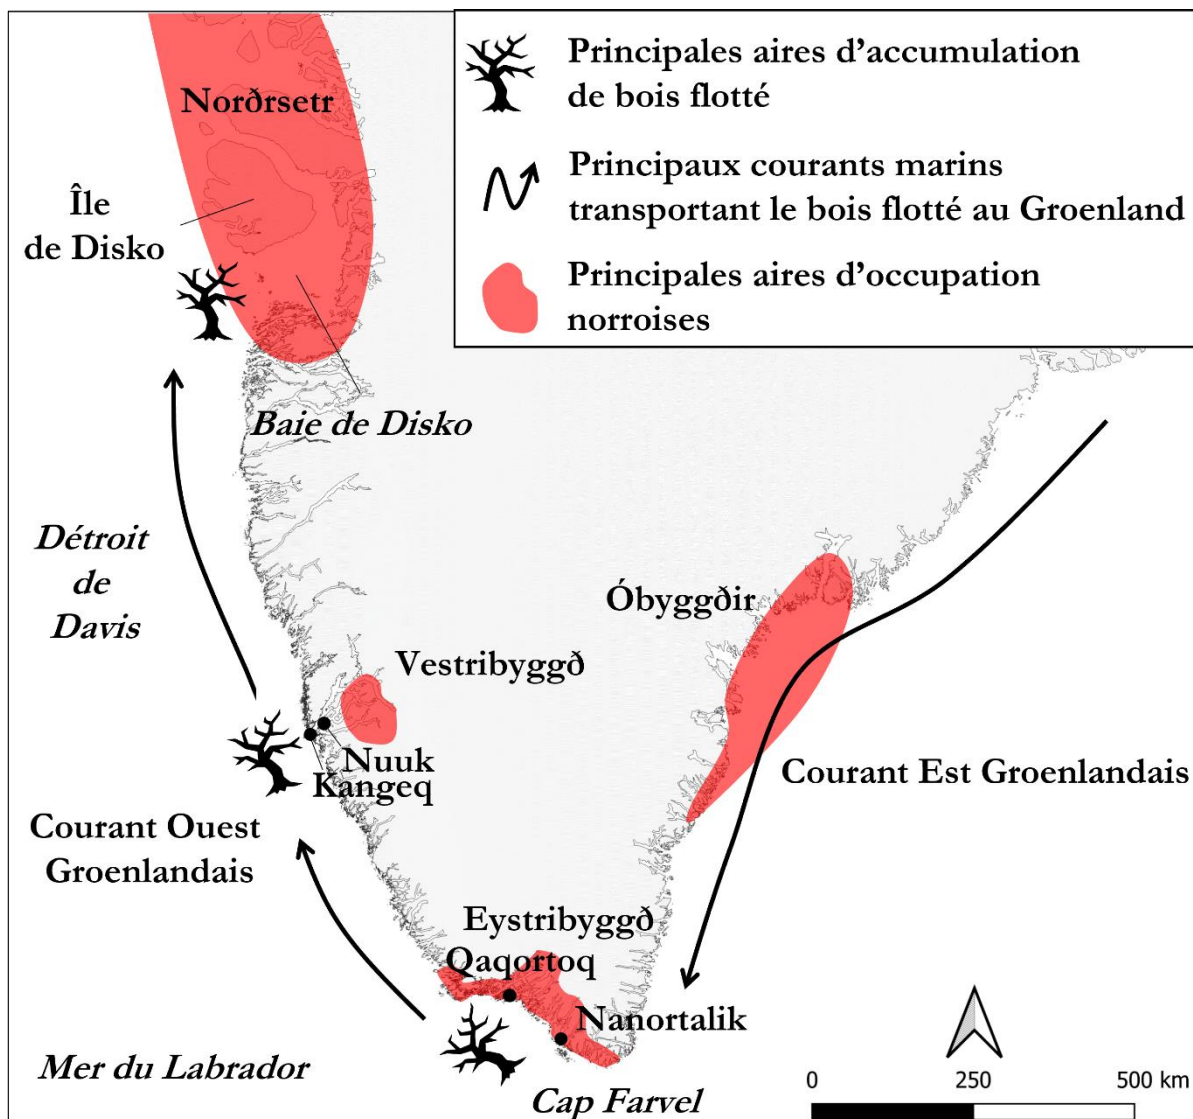 Principales aires d'accumulation
de bois flotté
Principaux courants marins
transportant le bois flotté au Groenland
Principales aires d'occupation
norroises
Norðrsetr
Île
de Disko
Baie de Disko
Détroit
de
Davis
Óbyggðir
Vestribyggð
Nuuk
Kangeq
Courant Est Groenlandais
Courant Ouest
Groenlandais
Eystribyggð
Qaqortoq
Nanortalik
Mer du Labrador
Cap Farvel
0 250 500 km